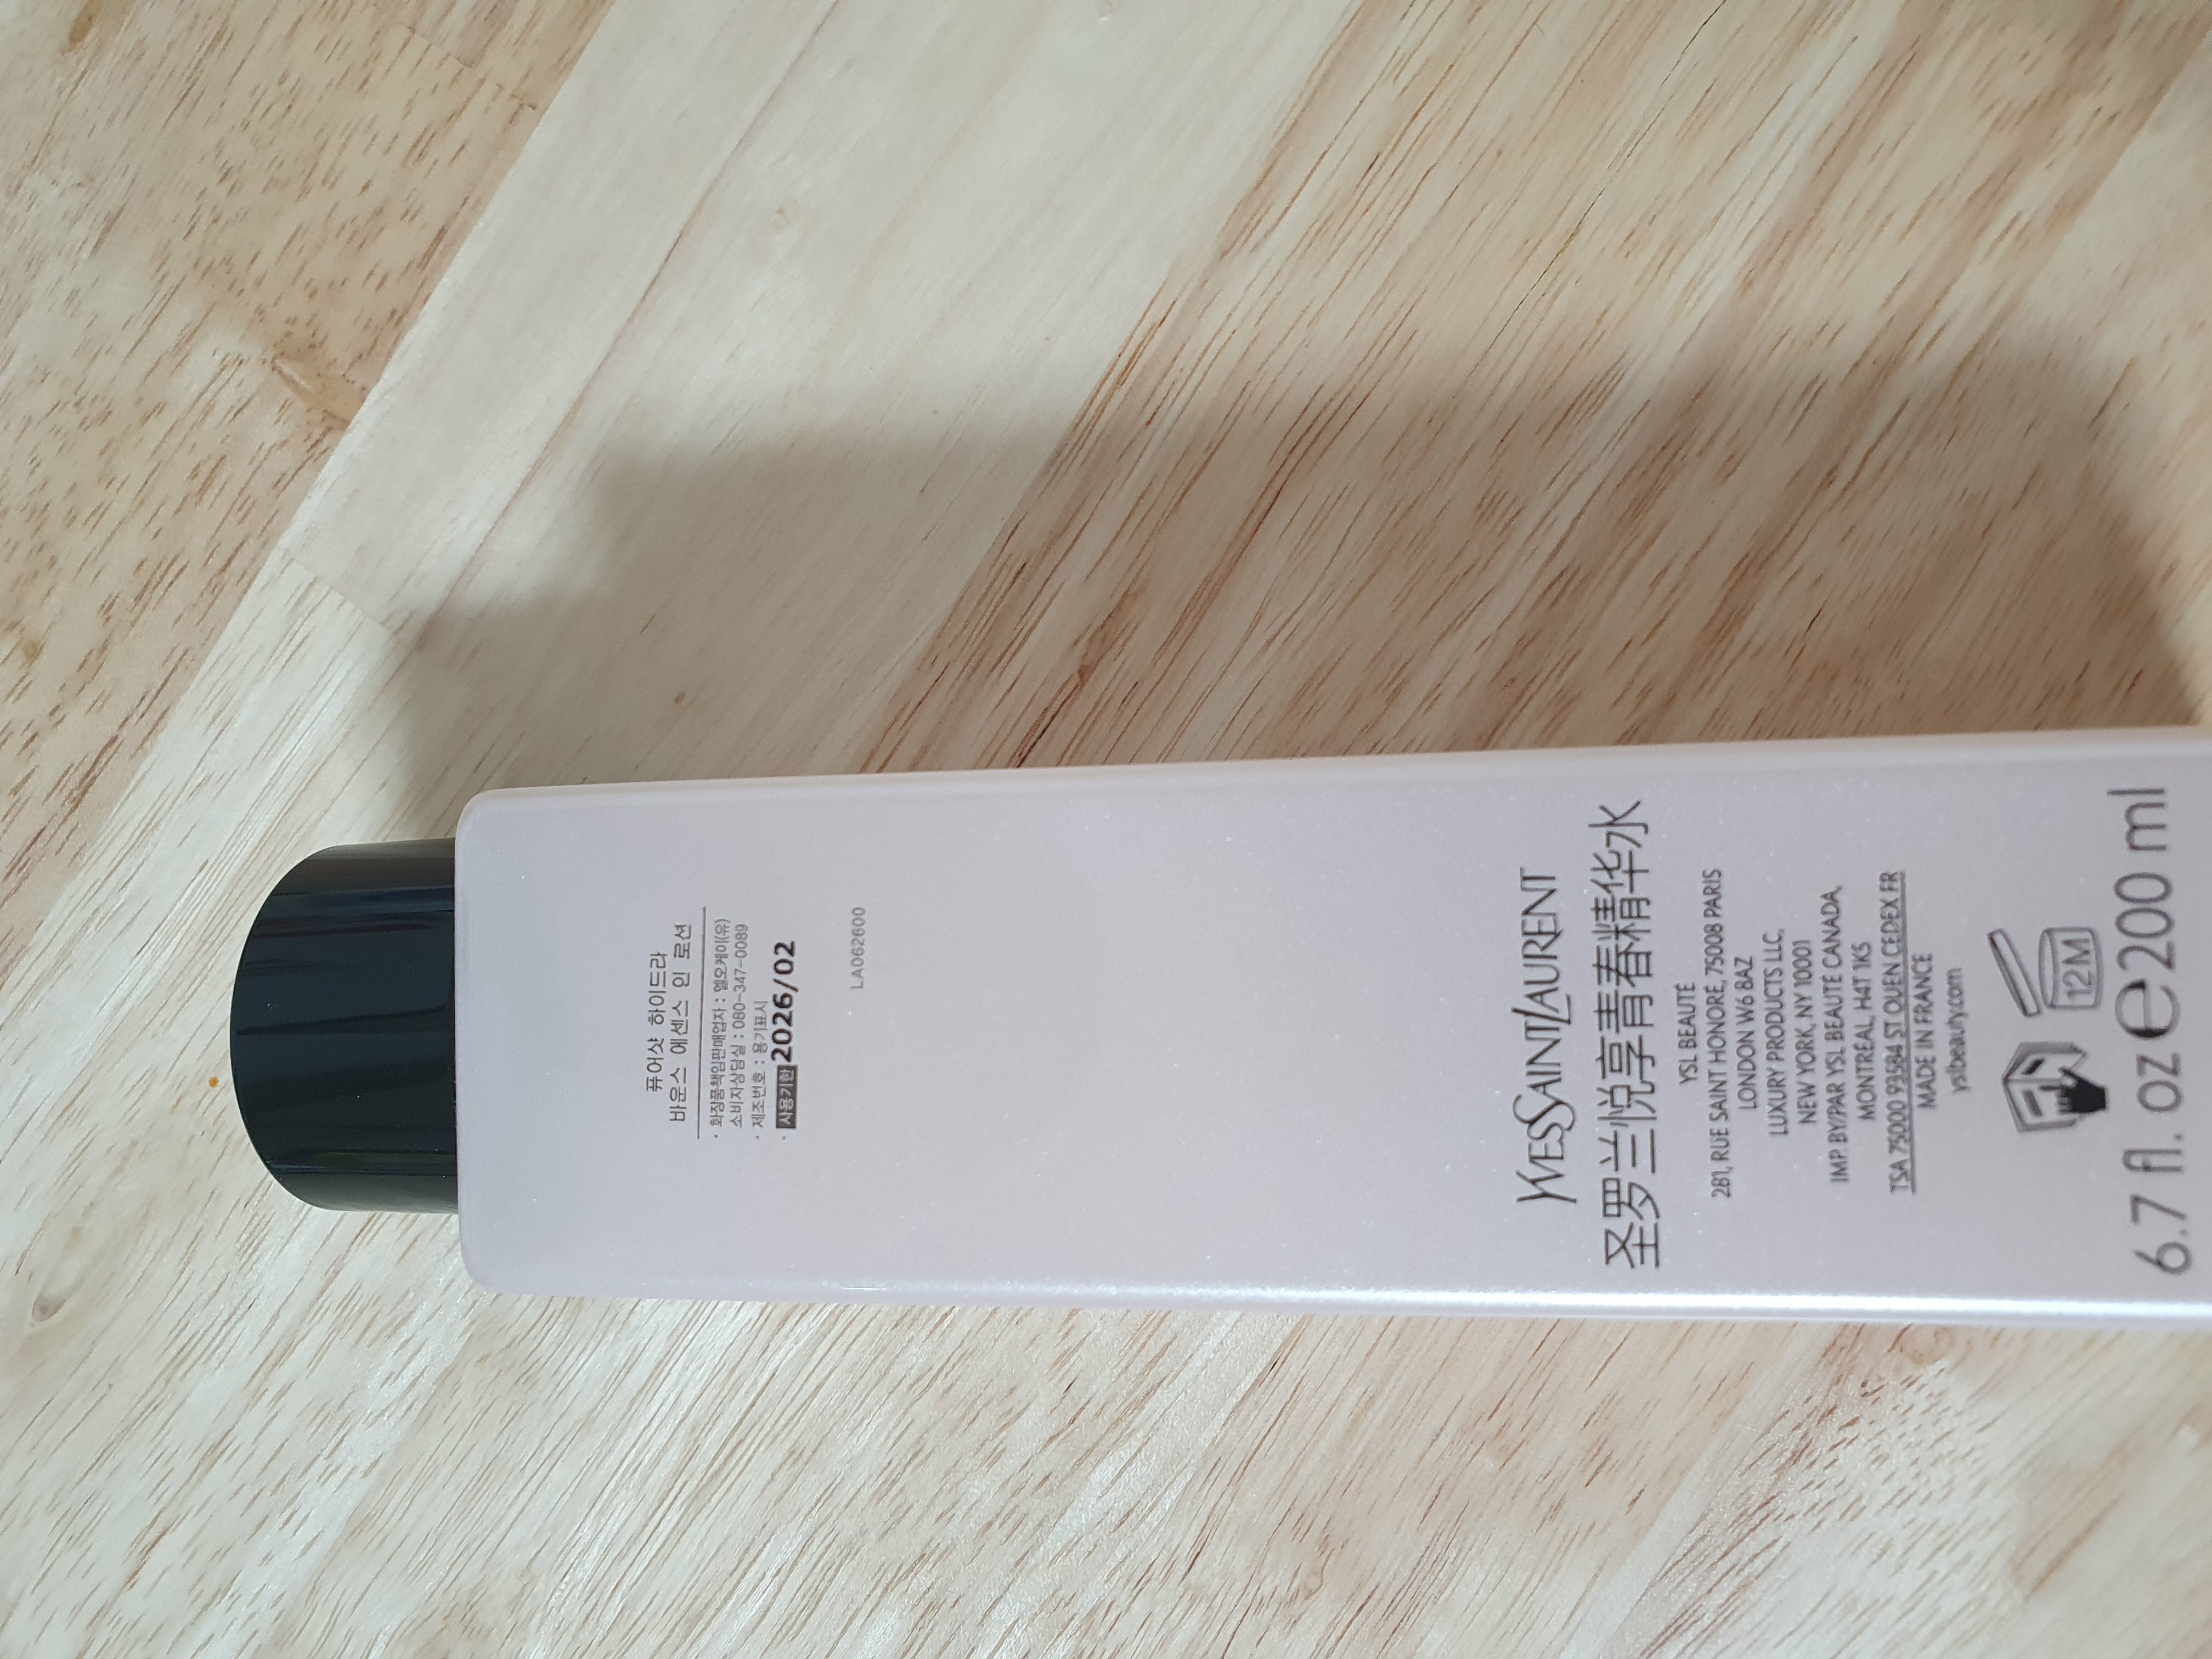 퓨어샷 하이드라
바운스 에센스 인 로션
· 화장품책임판매업자 : 엘오케이(유)
소비자상담실 : 080-347-0089
· 제조번호 : 용기표시
· 사용기한 2026/02
LA062600
YVESSAINTLAURENT
圣罗兰悦享青春精华水
YSL BEAUTÉ
281, RUE SAINT HONORÉ, 75008 PARIS
LONDON W6 8AZ
LUXURY PRODUCTS LLC,
NEW YORK, NY 10001
IMP. BY/PAR YSL BEAUTÉ CANADA,
MONTREAL, H4T 1K5
TSA 75000 93584 ST OUEN CEDEX FR
MADE IN FRANCE
yslbeauty.com
12M
6.7 fl. oz e 200 ml